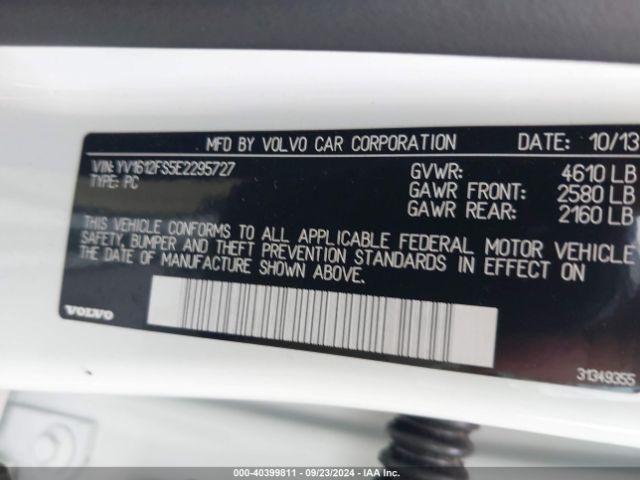 MFD BY VOLVO CAR CORPORATION DATE: 10/13
VIN: YV1612FS5E2295727 GVWR: 4610 LB
TYPE: PC GAWR FRONT: 2580 LB
GAWR REAR: 2160 LB
THIS VEHICLE CONFORMS TO ALL APPLICABLE FEDERAL MOTOR VEHICLE
SAFETY, BUMPER AND THEFT PREVENTION STANDARDS IN EFFECT ON
THE DATE OF MANUFACTURE SHOWN ABOVE.
VOLVO
31349355
000-40399811 - 09/23/2024 - IAA Inc.